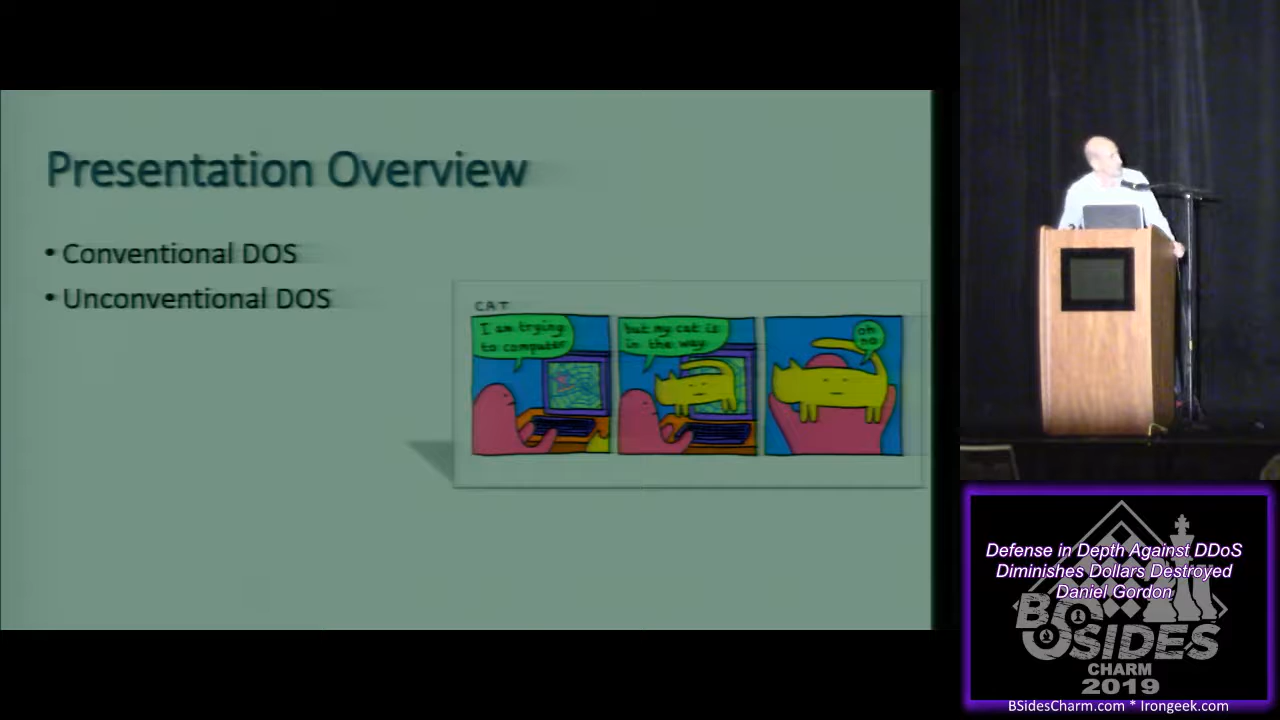 Presentation Overview
• Conventional DOS
• Unconventional DOS
CAT
I am trying
to computer
but my cat is
in the way
oh
no
Defense in Depth Against DDoS
Diminishes Dollars Destroyed
Daniel Gordon
BSIDES
CHARM
2019
BSidesCharm.com * Irongeek.com